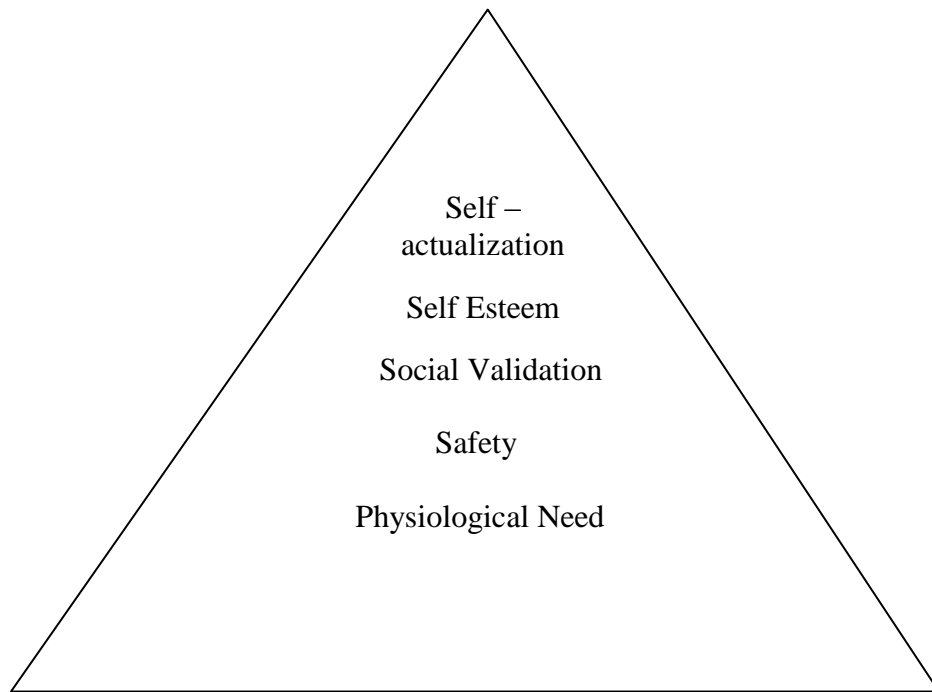 Self –
actualization
Self Esteem
Social Validation
Safety
Physiological Need